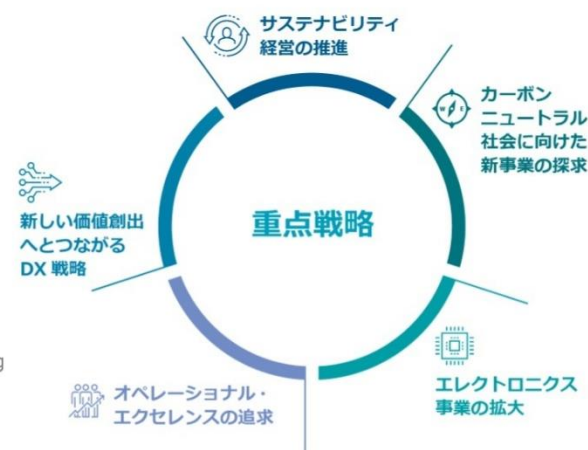 サステナビリティ
経営の推進
カーボン
ニュートラル
社会に向けた
新事業の探求
新しい価値創出
へとつながる
DX 戦略
重点戦略
エレクトロニクス
事業の拡大
オペレーショナル・
エクセレンスの追求
g
W E